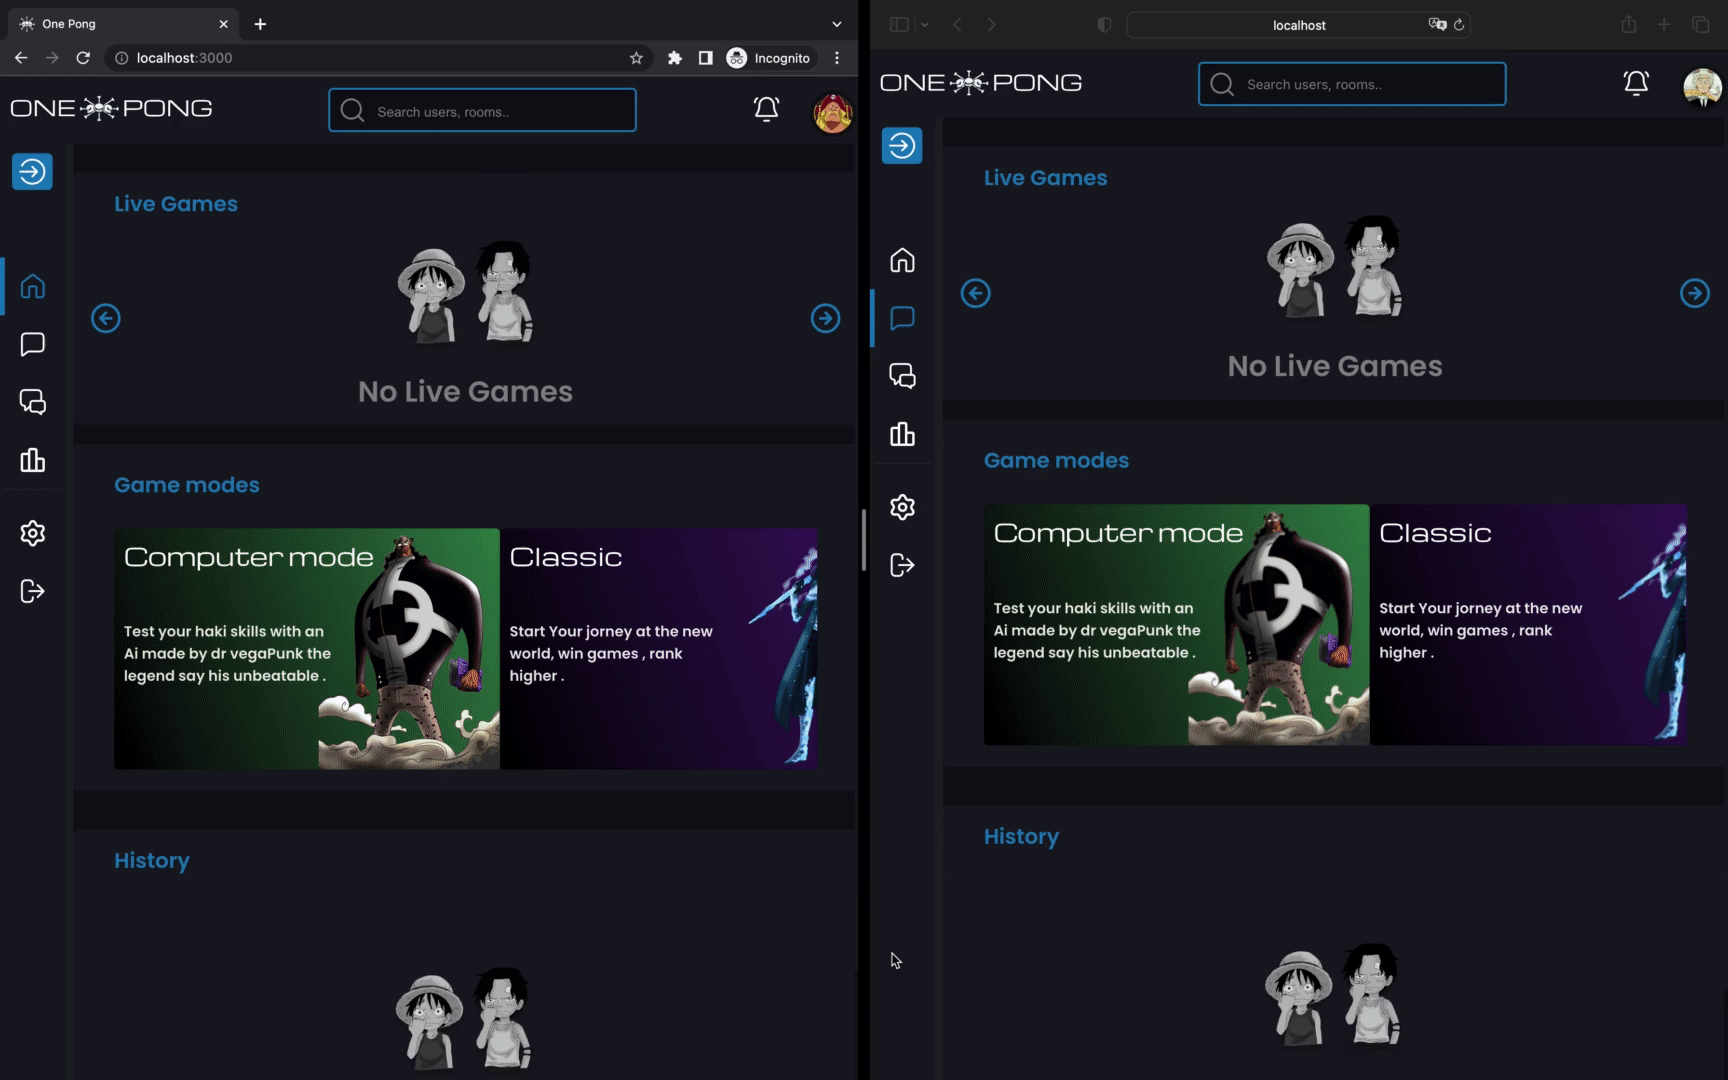 One Pong
localhost:3000
Incognito
ONE PONG
Search users, rooms..
Live Games
No Live Games
Game modes
Computer mode
Test your haki skills with an
Ai made by dr vegaPunk the
legend say his unbeatable .
Classic
Start Your jorney at the new
world, win games , rank
higher .
History
localhost
ONE PONG
Search users, rooms..
Live Games
No Live Games
Game modes
Computer mode
Test your haki skills with an
Ai made by dr vegaPunk the
legend say his unbeatable .
Classic
Start Your jorney at the new
world, win games , rank
higher .
History